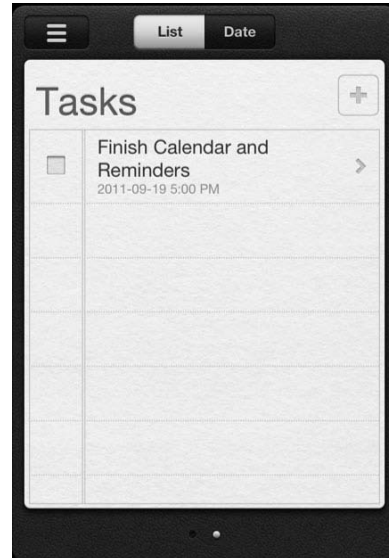 List Date
Tasks
Finish Calendar and
Reminders
2011-09-19 5:00 PM